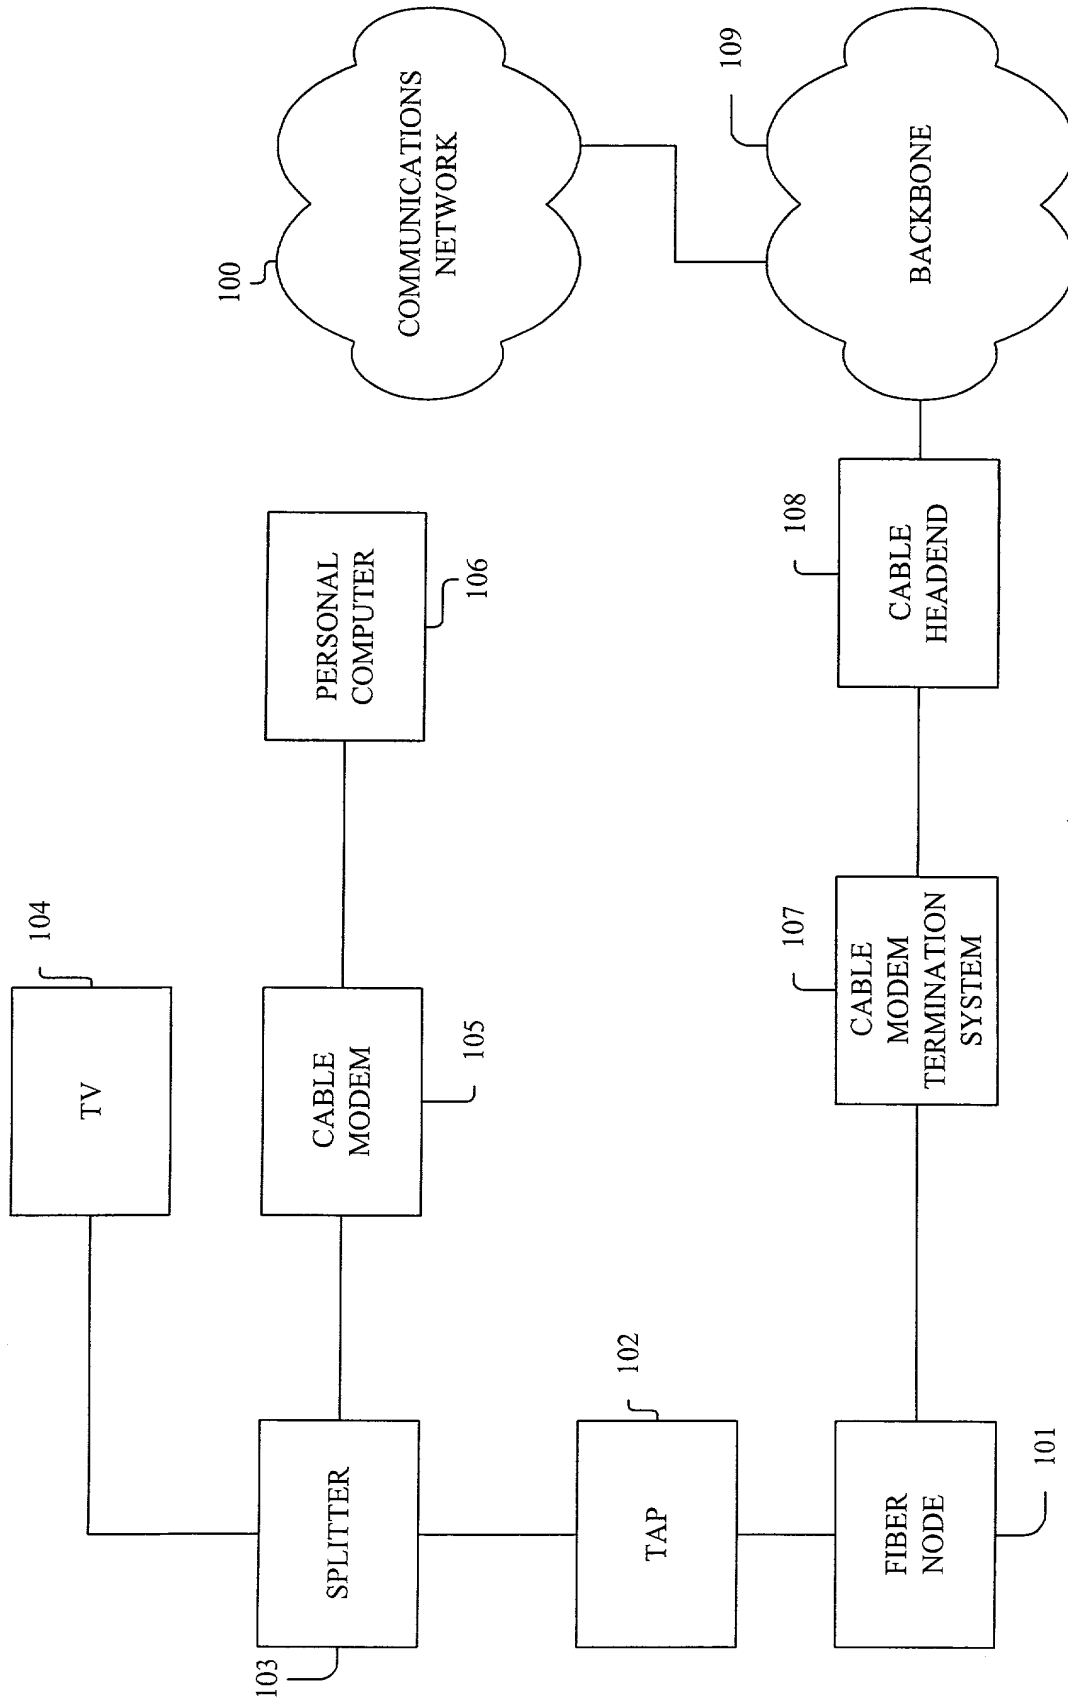 104
TV
100
COMMUNICATIONS
NETWORK
PERSONAL
COMPUTER
106
CABLE
MODEM
105
SPLITTER
103
102
TAP
109
BACKBONE
108
CABLE
HEADEND
107
CABLE
MODEM
TERMINATION
SYSTEM
FIBER
NODE
101